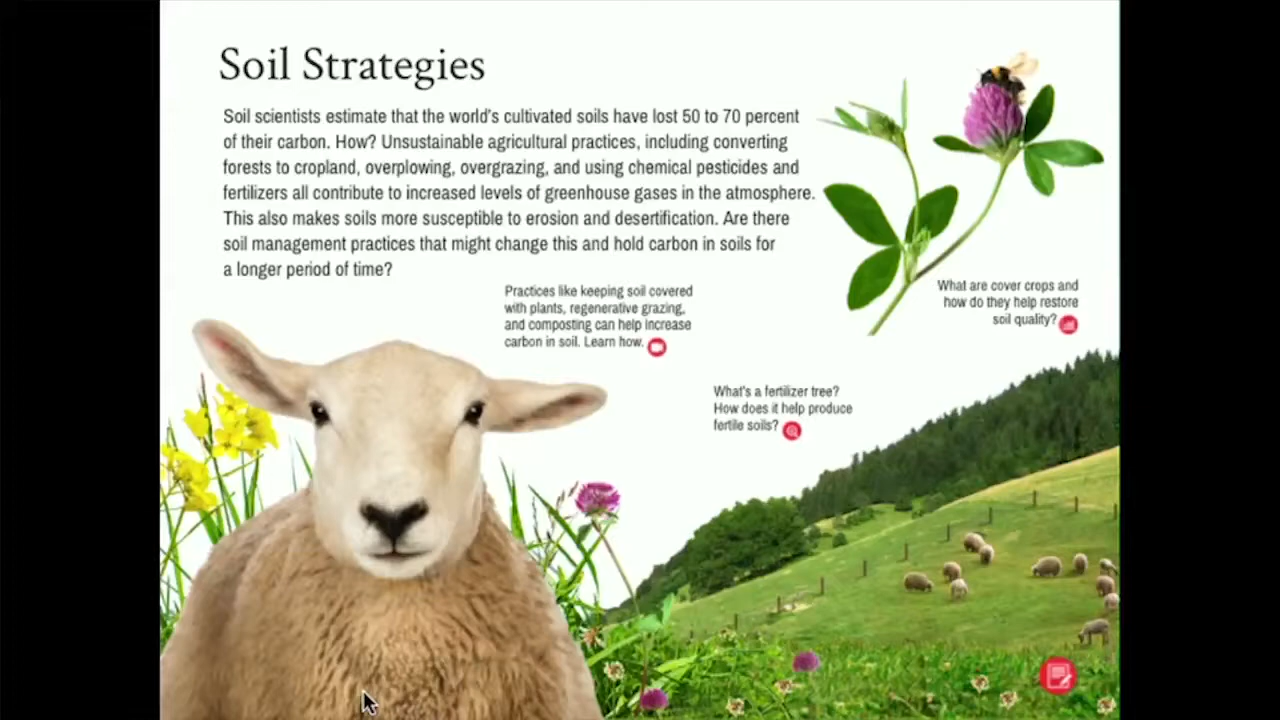 Soil Strategies
Soil scientists estimate that the world's cultivated soils have lost 50 to 70 percent
of their carbon. How? Unsustainable agricultural practices, including converting
forests to cropland, overplowing, overgrazing, and using chemical pesticides and
fertilizers all contribute to increased levels of greenhouse gases in the atmosphere.
This also makes soils more susceptible to erosion and desertification. Are there
soil management practices that might change this and hold carbon in soils for
a longer period of time?
Practices like keeping soil covered
with plants, regenerative grazing,
and composting can help increase
carbon in soil. Learn how.
What are cover crops and
how do they help restore
soil quality?
What's a fertilizer tree?
How does it help produce
fertile soils?